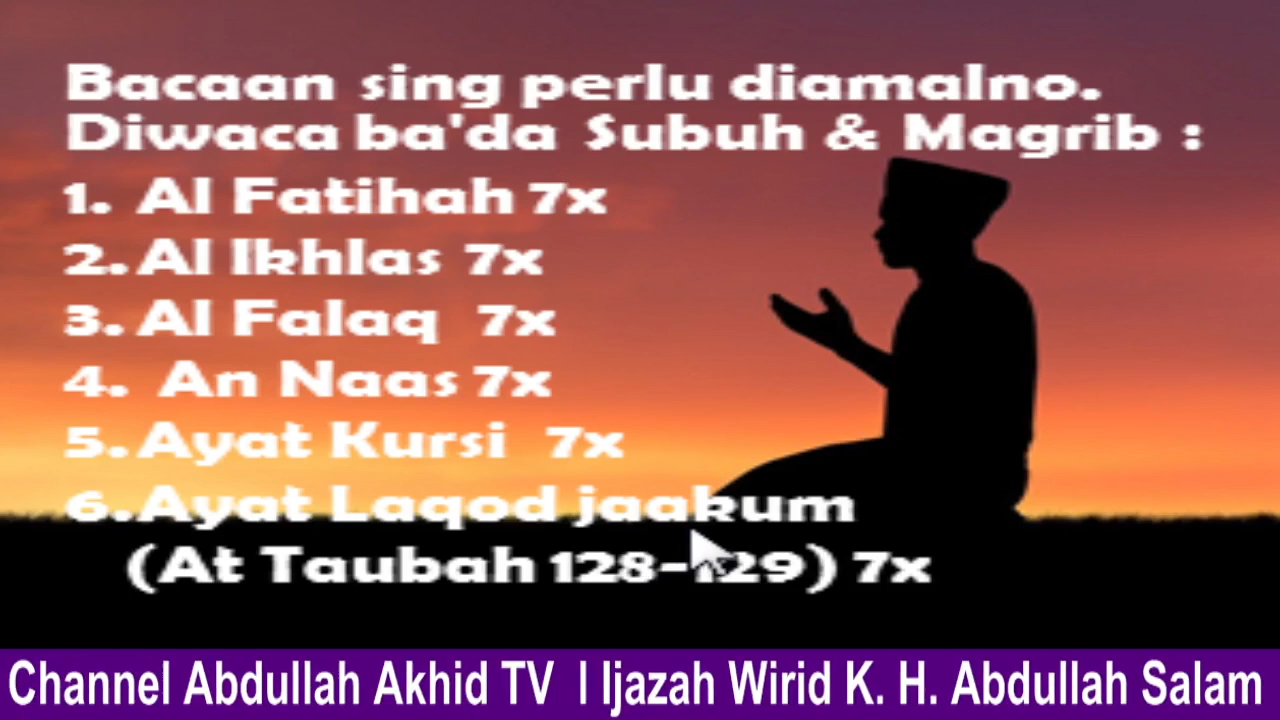 Bacaan sing perlu diamalno.
Diwaca ba'da Subuh & Magrib :
1. Al Fatihah 7x
2. Al Ikhlas 7x
3. Al Falaq 7x
4. An Naas 7x
5. Ayat Kursi 7x
6. Ayat Laqod jaakum
(At Taubah 128-129) 7x
Channel Abdullah Akhid TV l Ijazah Wirid K. H. Abdullah Salam